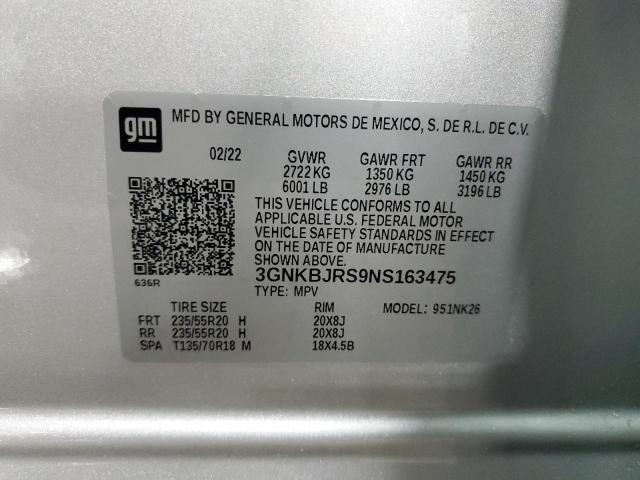 gm MFD BY GENERAL MOTORS DE MEXICO, S. DE R.L. DE C.V.
02/22 GVWR GAWR FRT GAWR RR
2722 KG 1350 KG 1450 KG
6001 LB 2976 LB 3196 LB
THIS VEHICLE CONFORMS TO ALL
APPLICABLE U.S. FEDERAL MOTOR
VEHICLE SAFETY STANDARDS IN EFFECT
ON THE DATE OF MANUFACTURE
SHOWN ABOVE.
3GNKBJRS9NS163475
636R TYPE: MPV MODEL: 951NK26
TIRE SIZE RIM
FRT 235/55R20 H 20X8J
RR 235/55R20 H 20X8J
SPA T135/70R18 M 18X4.5B